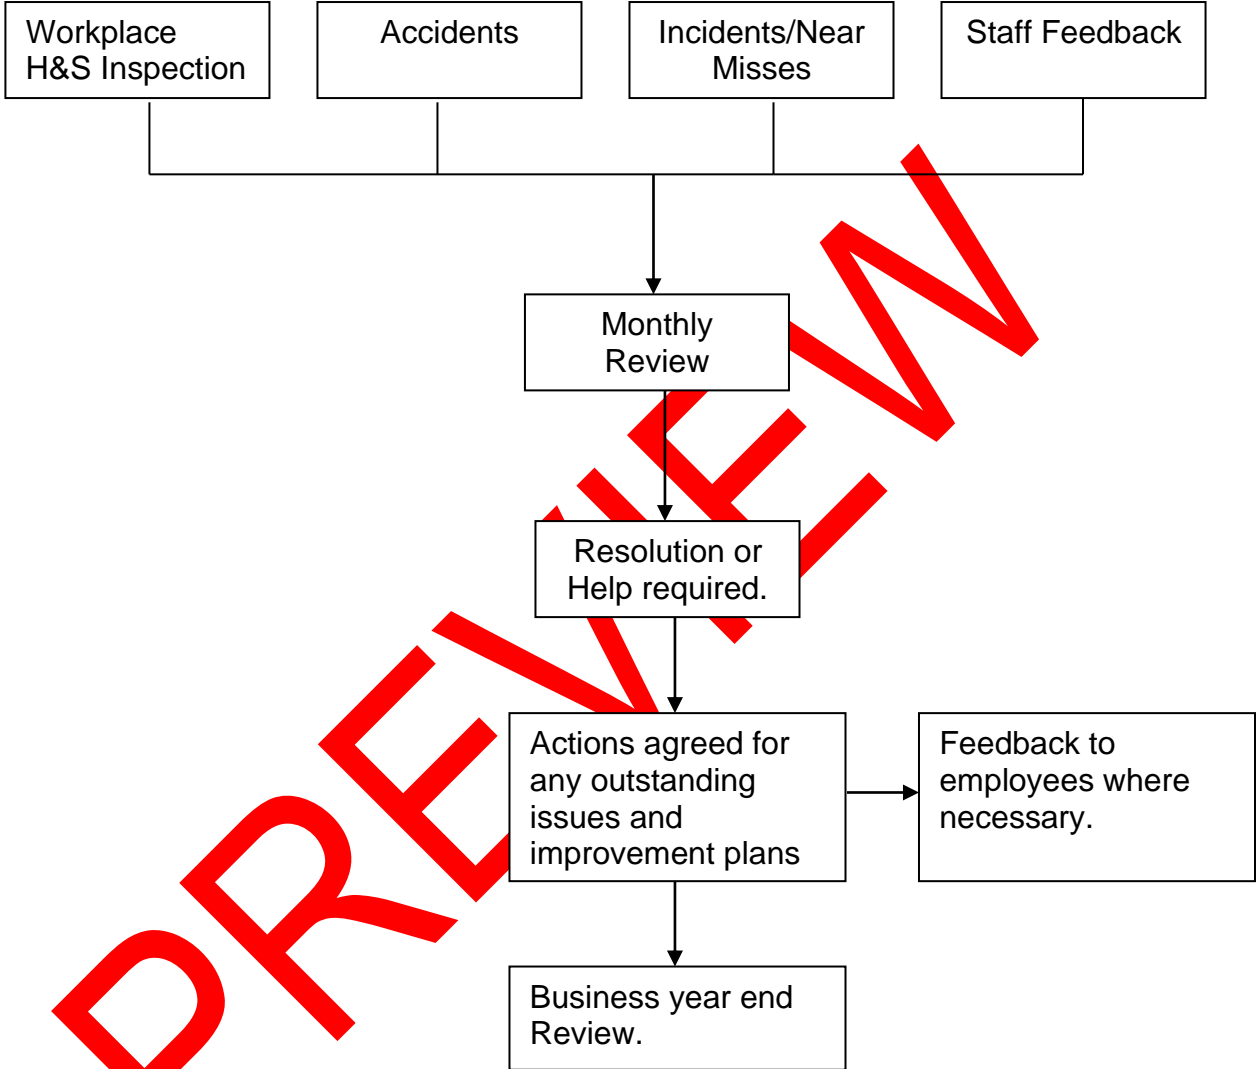 Workplace
H&S Inspection
Accidents
Incidents/Near
Misses
Staff Feedback
Monthly
Review
Resolution or
Help required.
Actions agreed for
any outstanding
issues and
improvement plans
Feedback to
employees where
necessary.
Business year end
Review.
PREVIEW